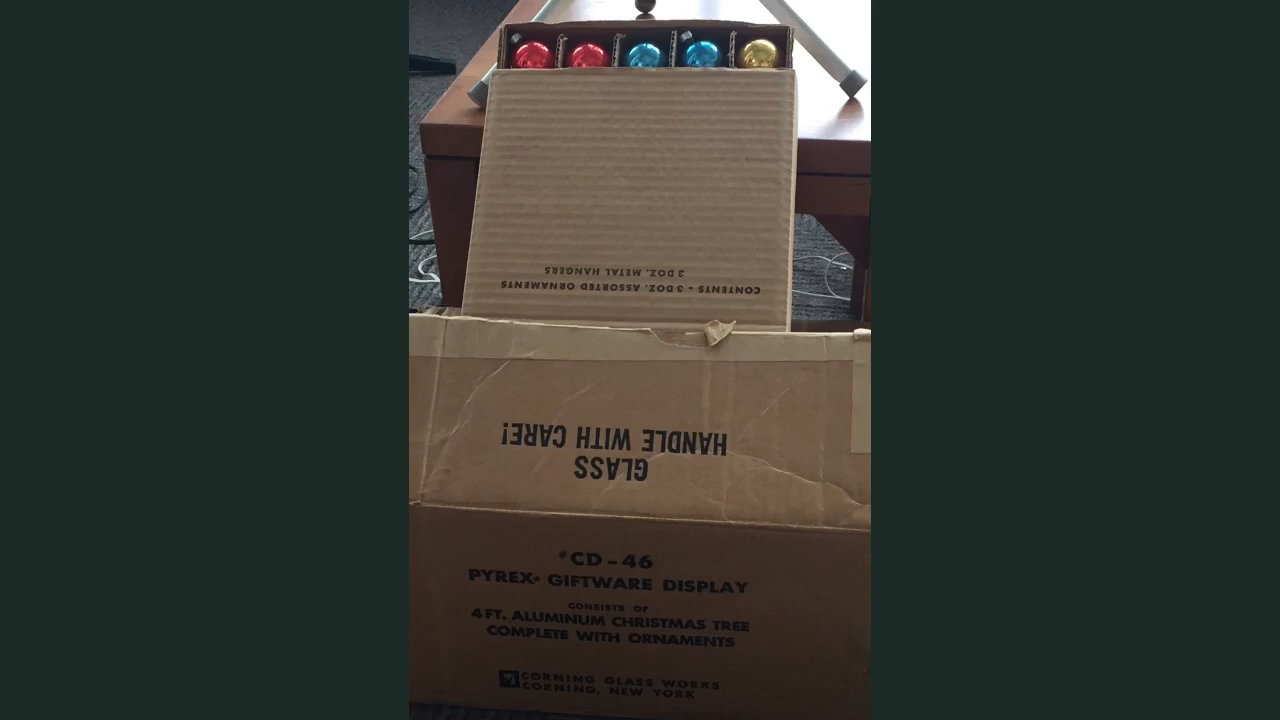 3 DOZ. METAL HANGERS
CONTENTS - 3 DOZ. ASSORTED ORNAMENTS
HANDLE WITH CARE!
GLASS
#CD-46
PYREX® GIFTWARE DISPLAY
CONSISTS OF
4 FT. ALUMINUM CHRISTMAS TREE
COMPLETE WITH ORNAMENTS
CORNING GLASS WORKS
CORNING, NEW YORK